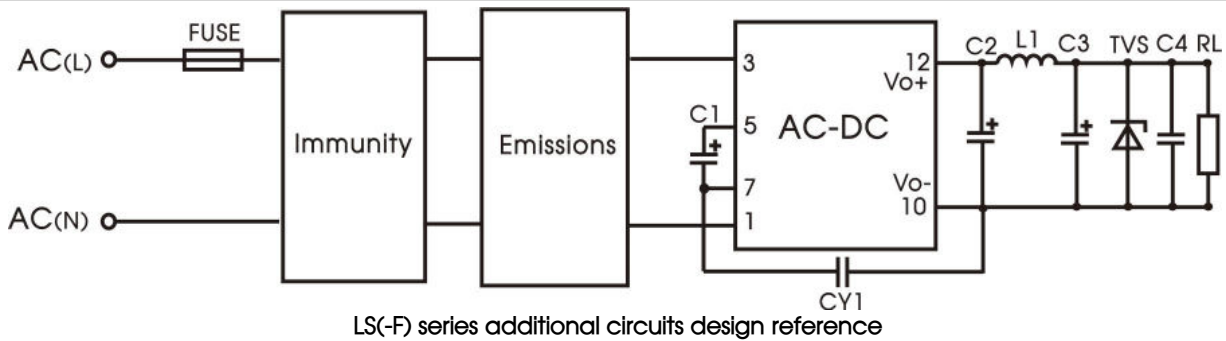 FUSE
AC(L)
Immunity
Emissions
AC-DC
3
5
7
1
C1
12
Vo+
Vo-
10
C2
L1
C3
TVS
C4
RL
AC(N)
CY1
LS(-F) series additional circuits design reference